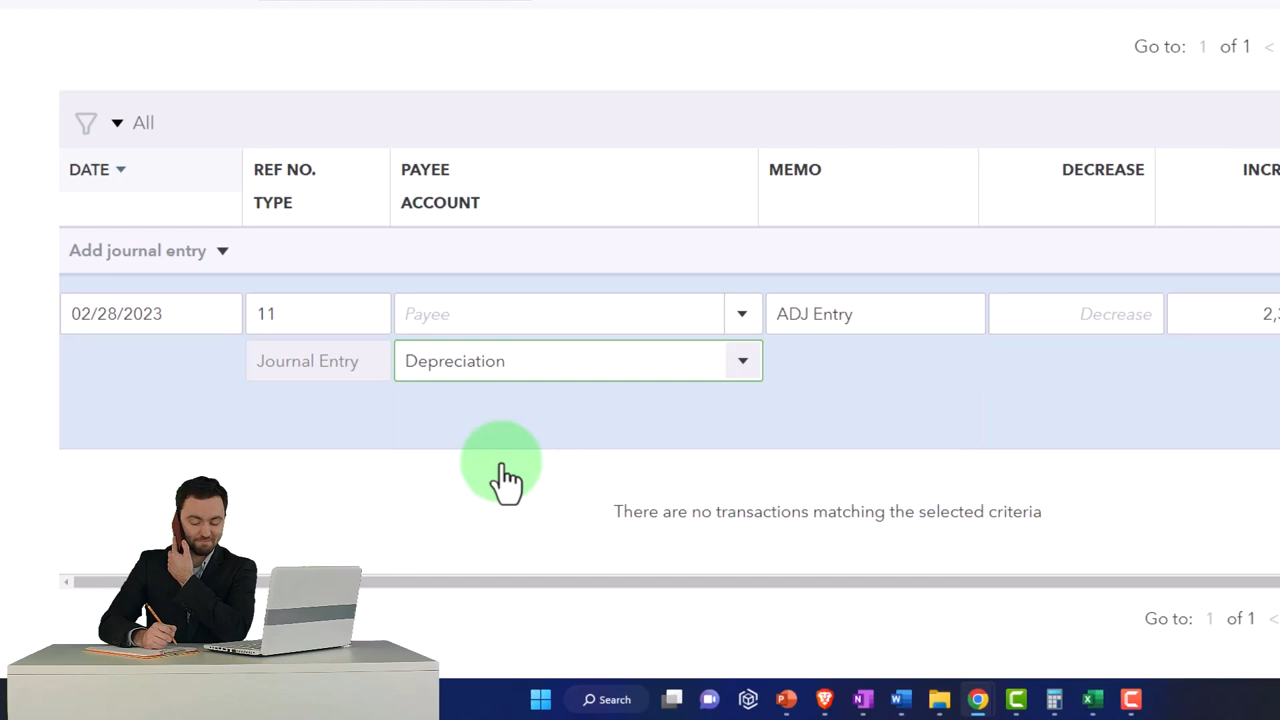 Go to: 1 of 1 <
All
DATE REF NO. PAYEE MEMO DECREASE INCR
TYPE ACCOUNT
Add journal entry
02/28/2023 11 Payee ADJ Entry Decrease 2,
Journal Entry Depreciation
There are no transactions matching the selected criteria
Go to: 1 of 1 <
Search